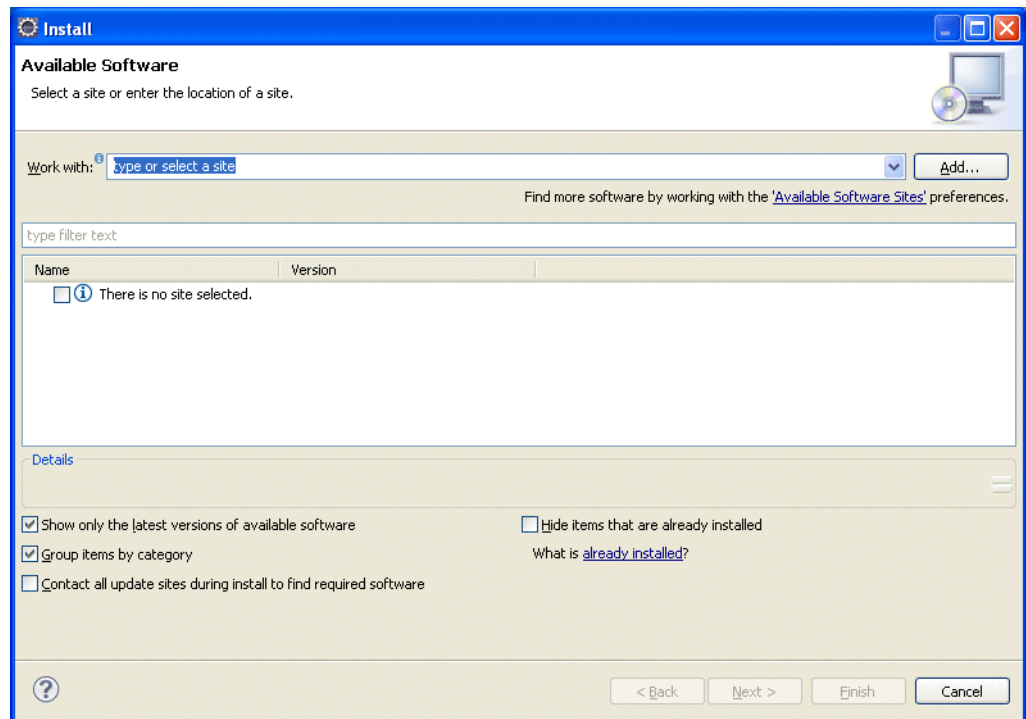 Install
Available Software
Select a site or enter the location of a site.
Work with: type or select a site Add...
Find more software by working with the 'Available Software Sites' preferences.
type filter text
Name Version
There is no site selected.
Details
Show only the latest versions of available software Hide items that are already installed
Group items by category What is already installed?
Contact all update sites during install to find required software
< Back Next > Finish Cancel